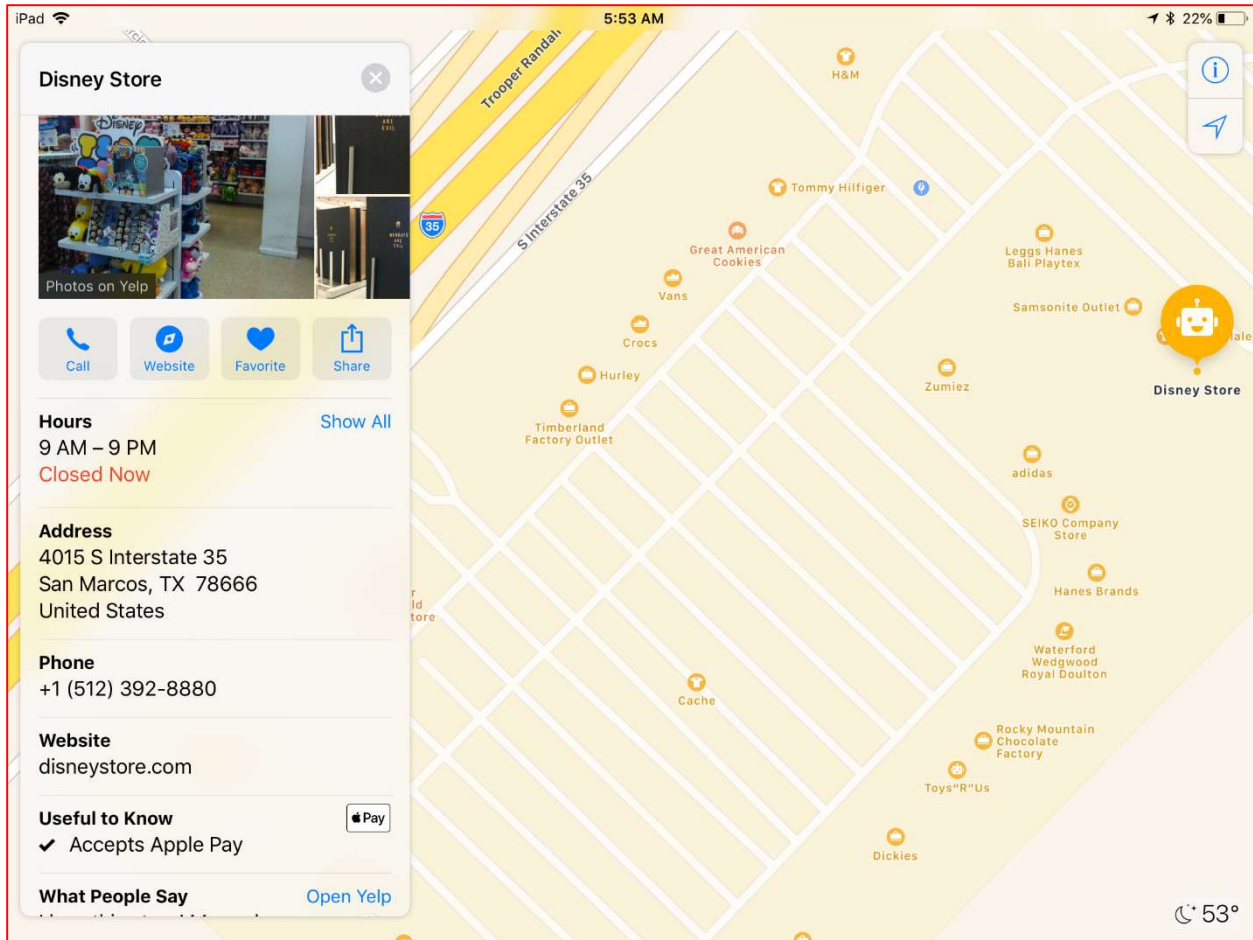 iPad
5:53 AM
22%
Disney Store
DISNEY
Photos on Yelp
Call
Website
Favorite
Share
Hours
Show All
9 AM – 9 PM
Closed Now
Address
4015 S Interstate 35
San Marcos, TX 78666
United States
Phone
+1 (512) 392-8880
Website
disneystore.com
Useful to Know
Pay
✔ Accepts Apple Pay
What People Say
Open Yelp
Trooper Randall
S Interstate 35
35
H&M
Tommy Hilfiger
Great American
Cookies
Vans
Crocs
Hurley
Timberland
Factory Outlet
Leggs Hanes
Bali Playtex
Samsonite Outlet
Disney Store
Zumiez
adidas
SEIKO Company
Store
Hanes Brands
Waterford
Wedgwood
Royal Doulton
Cache
Rocky Mountain
Chocolate
Factory
Toys"R"Us
Dickies
53°